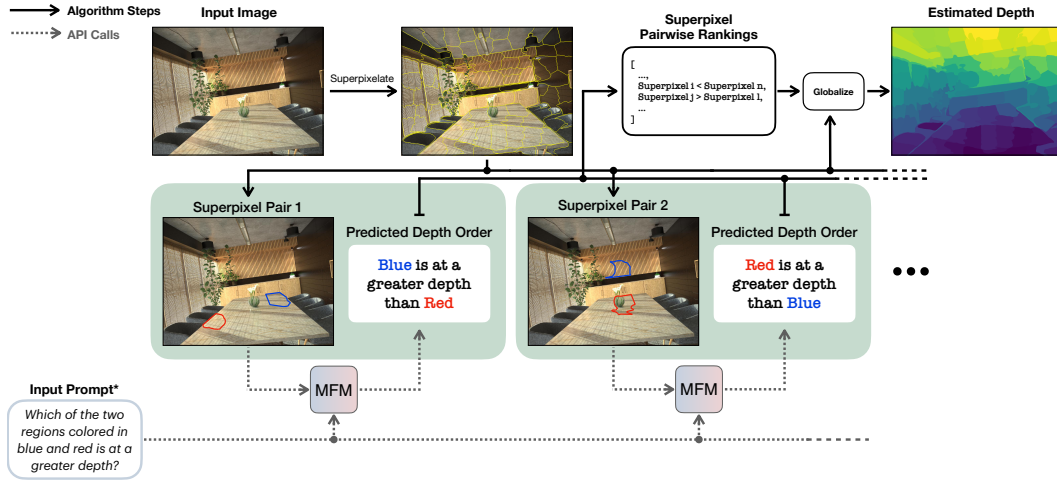 Algorithm Steps
API Calls
Input Image
Superpixelate
Superpixel
Pairwise Rankings
[
...,
Superpixel i < Superpixel n,
Superpixel j > Superpixel l,
...
]
Globalize
Estimated Depth
Superpixel Pair 1
Predicted Depth Order
Blue is at a
greater depth
than Red
Superpixel Pair 2
Predicted Depth Order
Red is at a
greater depth
than Blue
MFM
MFM
Input Prompt*
Which of the two
regions colored in
blue and red is at a
greater depth?